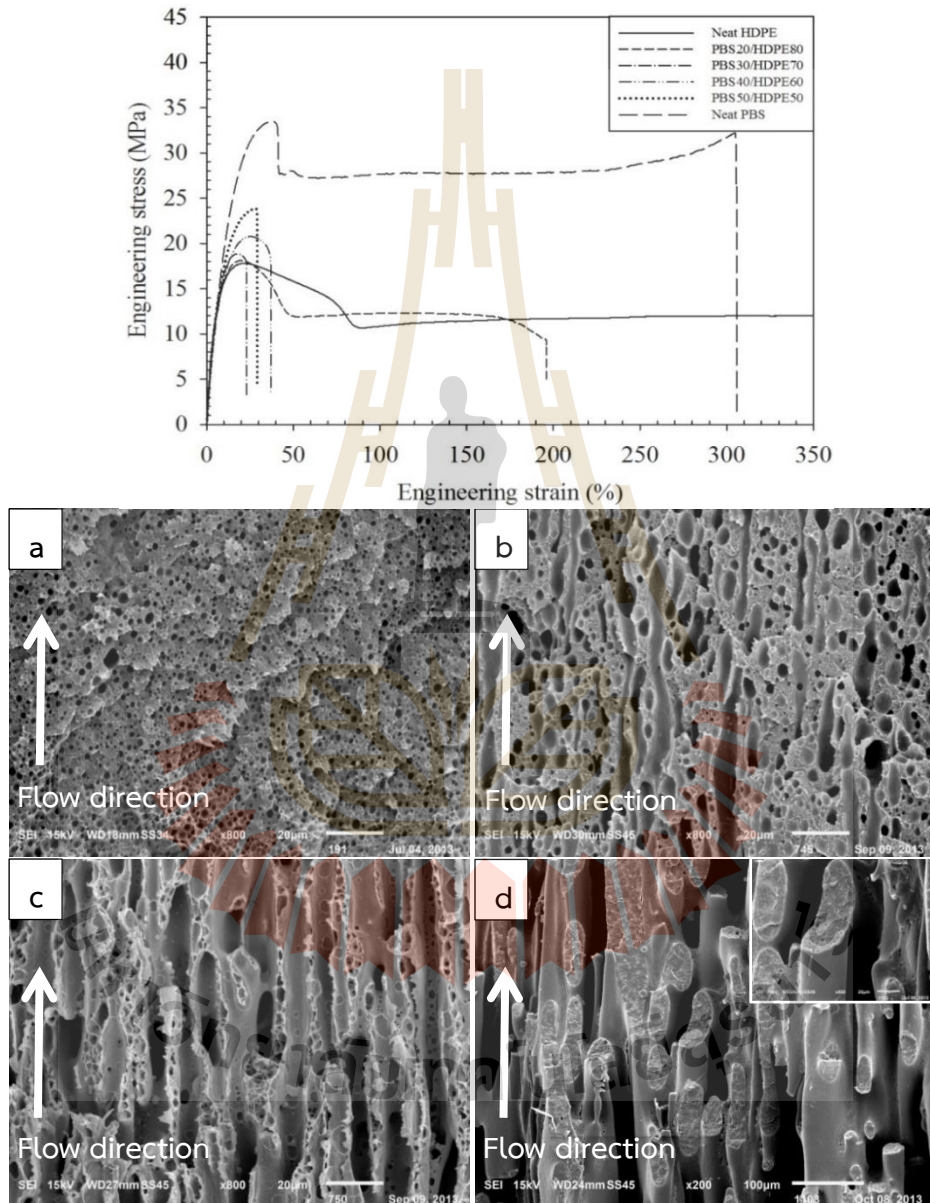 45
40
35
30
25
20
15
10
5
0
Engineering stress (MPa)
Neat HDPE
PBS20/HDPE80
PBS30/HDPE70
PBS40/HDPE60
PBS50/HDPE50
Neat PBS
0 50 100 150 200 250 300 350
Engineering strain (%)
a
Flow direction
SEI 15kV WD18mm SS34 x800 20µm
191 Jul 04, 2013
b
Flow direction
SEI 15kV WD30mm SS45 x800 20µm
745 Sep 09, 2013
c
Flow direction
SEI 15kV WD27mm SS45 x800 20µm
750 Sep 09, 2013
d
Flow direction
SEI 15kV WD24mm SS45 x200 100µm
Oct 08, 2013